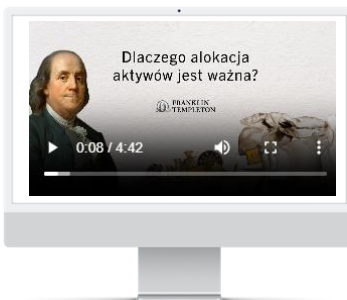 Dlaczego alokacja
aktywów jest ważna?
FRANKLIN
TEMPLETON
0:08 / 4:42